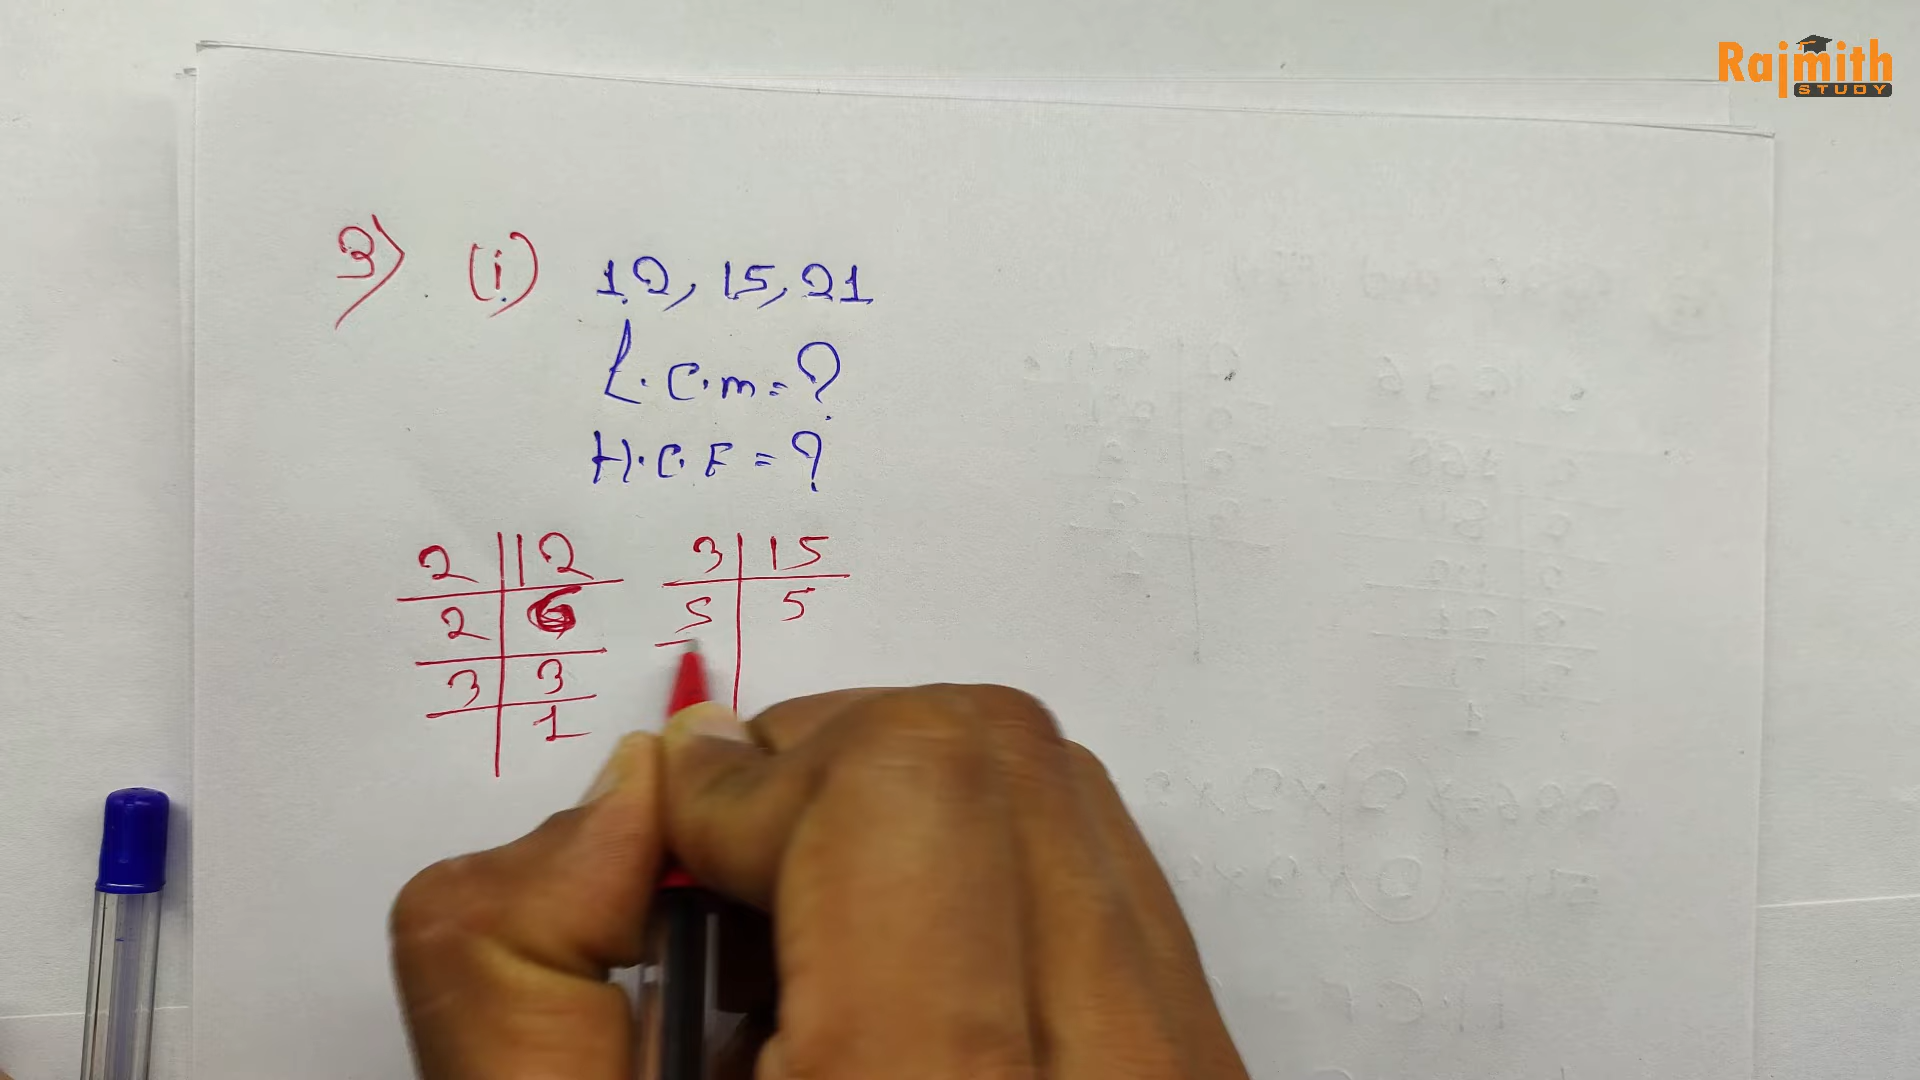 Rajmith
STUDY
3) (i) 12, 15, 21
L.C.m = ?
H.C.F = ?
2 | 12
2 | 6
3 | 3
1
3 | 15
5 | 5